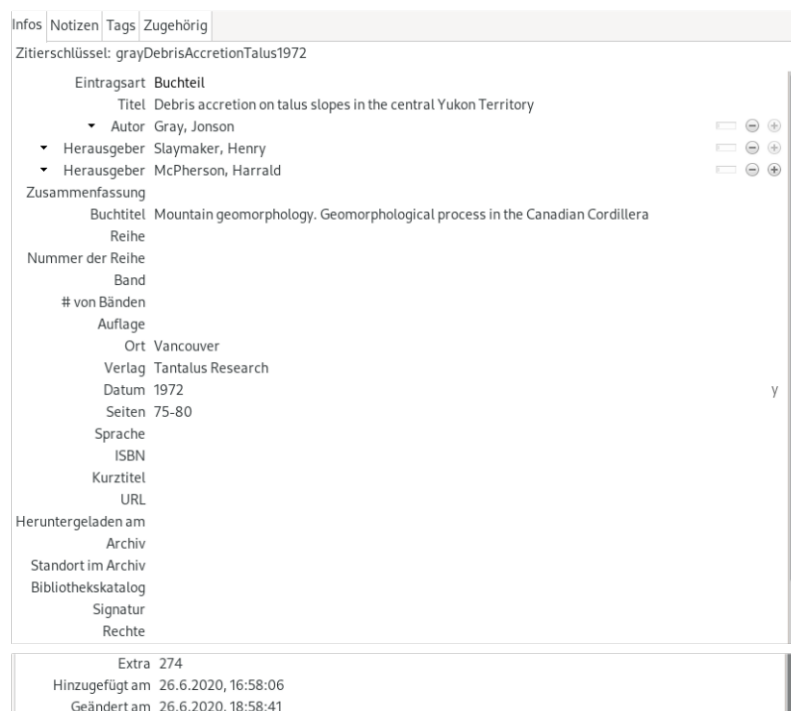 Infos Notizen Tags Zugehörig
Zitierschlüssel: grayDebrisAccretionTalus1972
Eintragsart Buchteil
Titel Debris accretion on talus slopes in the central Yukon Territory
Autor Gray, Jonson
Herausgeber Slaymaker, Henry
Herausgeber McPherson, Harrald
Zusammenfassung
Buchtitel Mountain geomorphology. Geomorphological process in the Canadian Cordillera
Reihe
Nummer der Reihe
Band
# von Bänden
Auflage
Ort Vancouver
Verlag Tantalus Research
Datum 1972 y
Seiten 75-80
Sprache
ISBN
Kurztitel
URL
Heruntergeladen am
Archiv
Standort im Archiv
Bibliothekskatalog
Signatur
Rechte
Extra 274
Hinzugefügt am 26.6.2020, 16:58:06
Geändert am 26.6.2020, 18:58:41